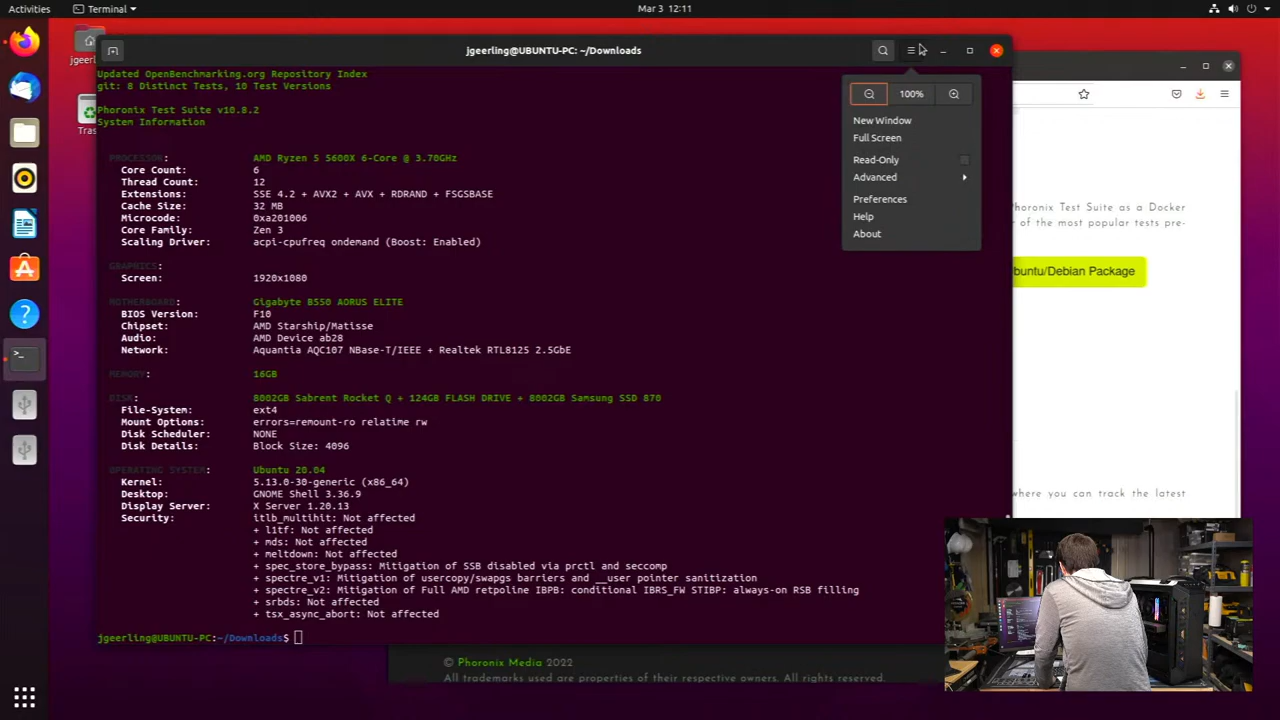 Activities
Terminal
Mar 3 12:11
jgeerl
Tras
jgeerling@UBUNTU-PC: ~/Downloads
Updated OpenBenchmarking.org Repository Index
git: 8 Distinct Tests, 10 Test Versions
Phoronix Test Suite v10.8.2
System Information
PROCESSOR: AMD Ryzen 5 5600X 6-Core @ 3.70GHz
Core Count: 6
Thread Count: 12
Extensions: SSE 4.2 + AVX2 + AVX + RDRAND + FSGSBASE
Cache Size: 32 MB
Microcode: 0xa201006
Core Family: Zen 3
Scaling Driver: acpi-cpufreq ondemand (Boost: Enabled)
GRAPHICS:
Screen: 1920x1080
MOTHERBOARD: Gigabyte B550 AORUS ELITE
BIOS Version: F10
Chipset: AMD Starship/Matisse
Audio: AMD Device ab28
Network: Aquantia AQC107 NBase-T/IEEE + Realtek RTL8125 2.5GbE
MEMORY: 16GB
DISK: 8002GB Sabrent Rocket Q + 124GB FLASH DRIVE + 8002GB Samsung SSD 870
File-System: ext4
Mount Options: errors=remount-ro relatime rw
Disk Scheduler: NONE
Disk Details: Block Size: 4096
OPERATING SYSTEM: Ubuntu 20.04
Kernel: 5.13.0-30-generic (x86_64)
Desktop: GNOME Shell 3.36.9
Display Server: X Server 1.20.13
Security: itlb_multihit: Not affected
+ l1tf: Not affected
+ mds: Not affected
+ meltdown: Not affected
+ spec_store_bypass: Mitigation of SSB disabled via prctl and seccomp
+ spectre_v1: Mitigation of usercopy/swapgs barriers and __user pointer sanitization
+ spectre_v2: Mitigation of Full AMD retpoline IBPB: conditional IBRS_FW STIBP: always-on RSB filling
+ srbds: Not affected
+ tsx_async_abort: Not affected
jgeerling@UBUNTU-PC:~/Downloads$
100%
New Window
Full Screen
Read-Only
Advanced
Preferences
Help
About
horonix Test Suite as a Docker
r of the most popular tests pre-
buntu/Debian Package
where you can track the latest
© Phoronix Media 2022
All trademarks used are properties of their respective owners. All rights reserved.